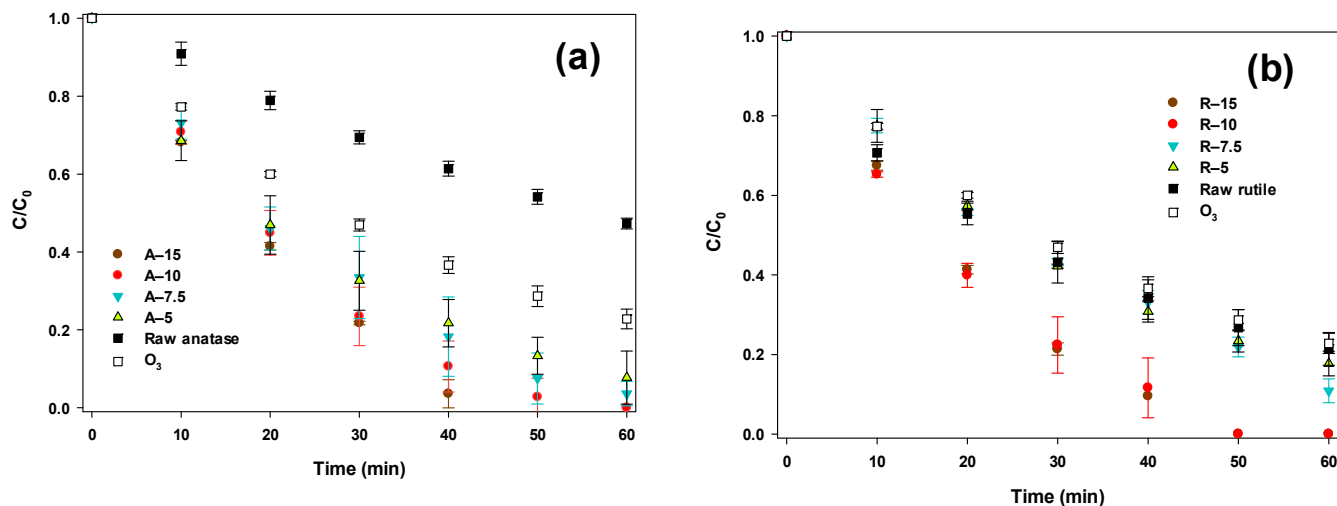 (a)
1.0
0.8
0.6
0.4
0.2
0.0
C/C₀
A–15
A–10
A–7.5
A–5
Raw anatase
O₃
0 10 20 30 40 50 60
Time (min)
(b)
1.0
0.8
0.6
0.4
0.2
0.0
C/C₀
R–15
R–10
R–7.5
R–5
Raw rutile
O₃
0 10 20 30 40 50 60
Time (min)